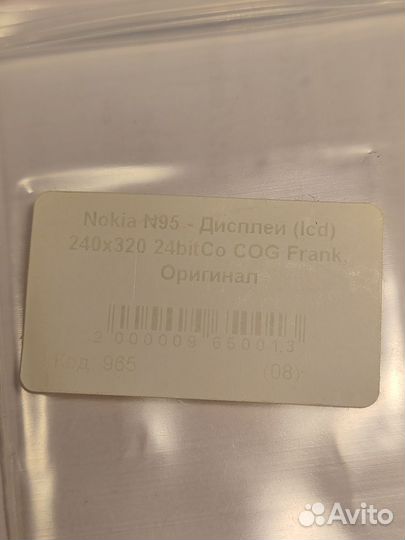 Nokia N95 - Дисплей (lcd)
240x320 24bitCo COG Frank,
Оригинал
2 000009 650013
Код: 965 (08)
Avito